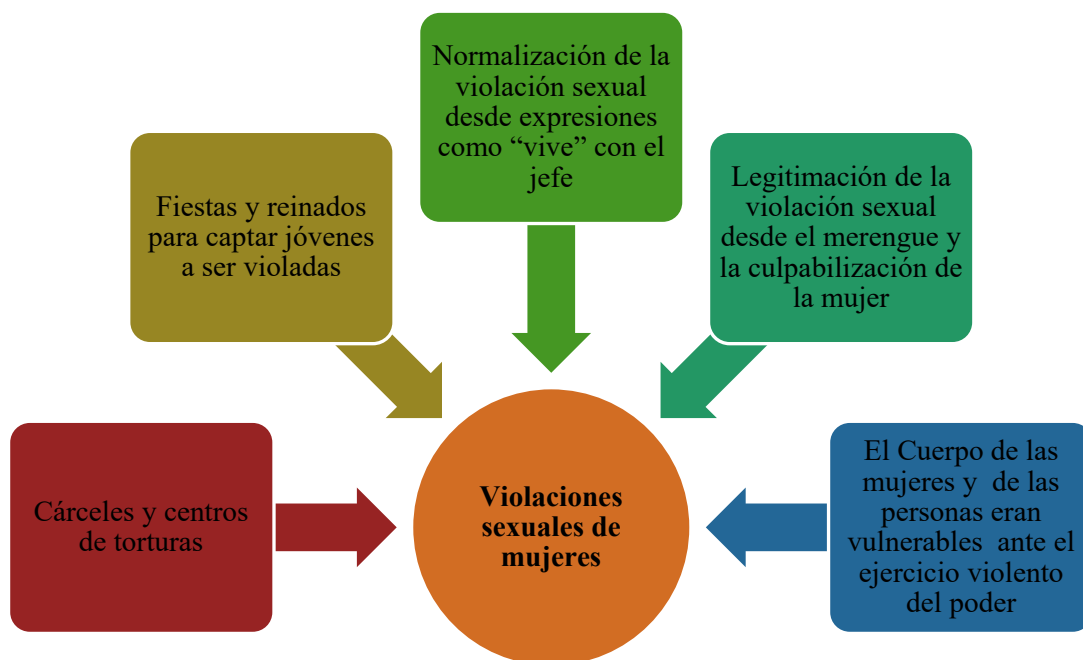 Normalización de la
violación sexual
desde expresiones
como “vive” con el
jefe
Fiestas y reinados
para captar jóvenes
a ser violadas
Legitimación de la
violación sexual
desde el merengue y
la culpabilización de
la mujer
Cárceles y centros
de torturas
Violaciones
sexuales de
mujeres
El Cuerpo de las
mujeres y  de las
personas eran
vulnerables  ante el
ejercicio violento
del poder